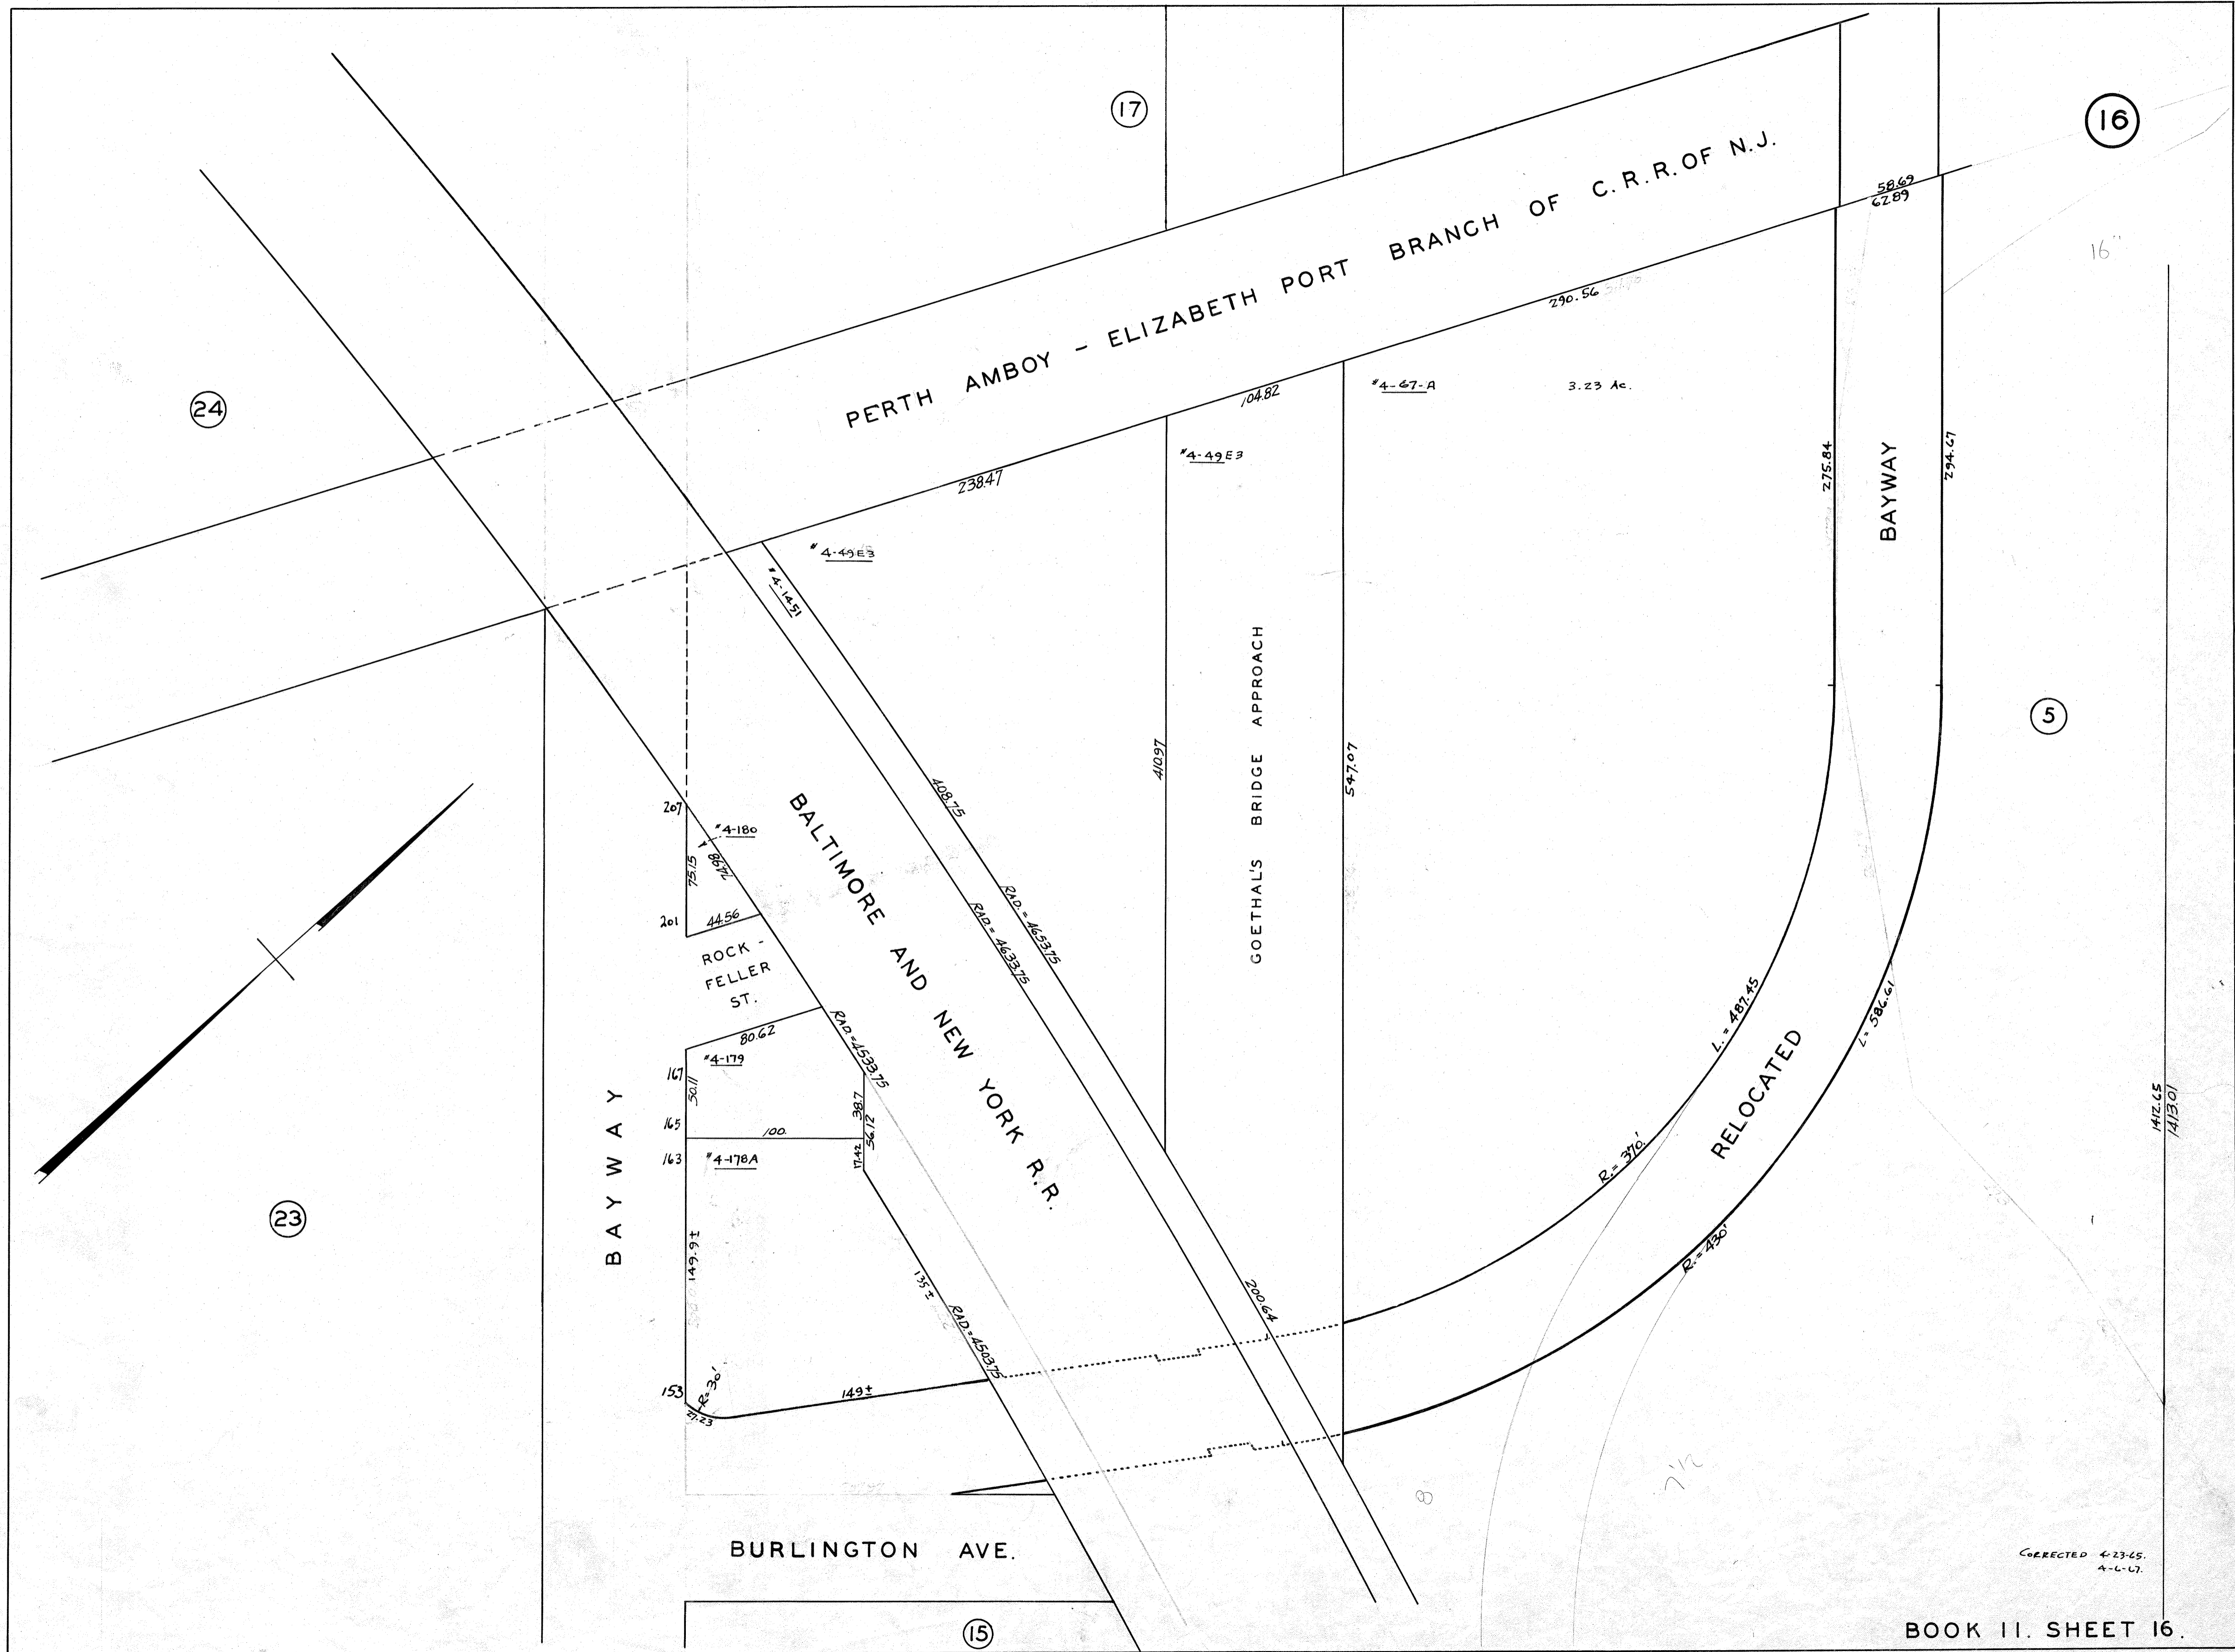 17
16
PERTH AMBOY - ELIZABETH PORT BRANCH OF C.R.R. OF N.J.
58.69
62.89
16"
290.56
24
#4-67-A 3.23 Ac.
104.82
#4-49E3
238.47
275.84
BAYWAY
294.67
#4-49E3
#4-1451
5
GOETHAL'S BRIDGE APPROACH
410.97
547.07
408.75
BALTIMORE AND NEW YORK R.R.
207
#4-180
75.15
74.98
201
44.56
RAD. = 4653.75
RAD. = 4633.75
ROCK -
FELLER
ST.
80.62
RAD.=4533.75
#4-179
167
50.11
38.7
56.12
165
100.
163
#4-178A
17.42
BAYWAY
L. = 487.45
L = 586.61
RELOCATED
1412.65
1413.01
R. = 370'
R. = 430'
23
149.9±
135±
RAD.=4503.75
200.64
153
R=30'
27.23
149±
8
BURLINGTON AVE.
15
CORRECTED 4-23-65.
4-6-67.
BOOK 11. SHEET 16.